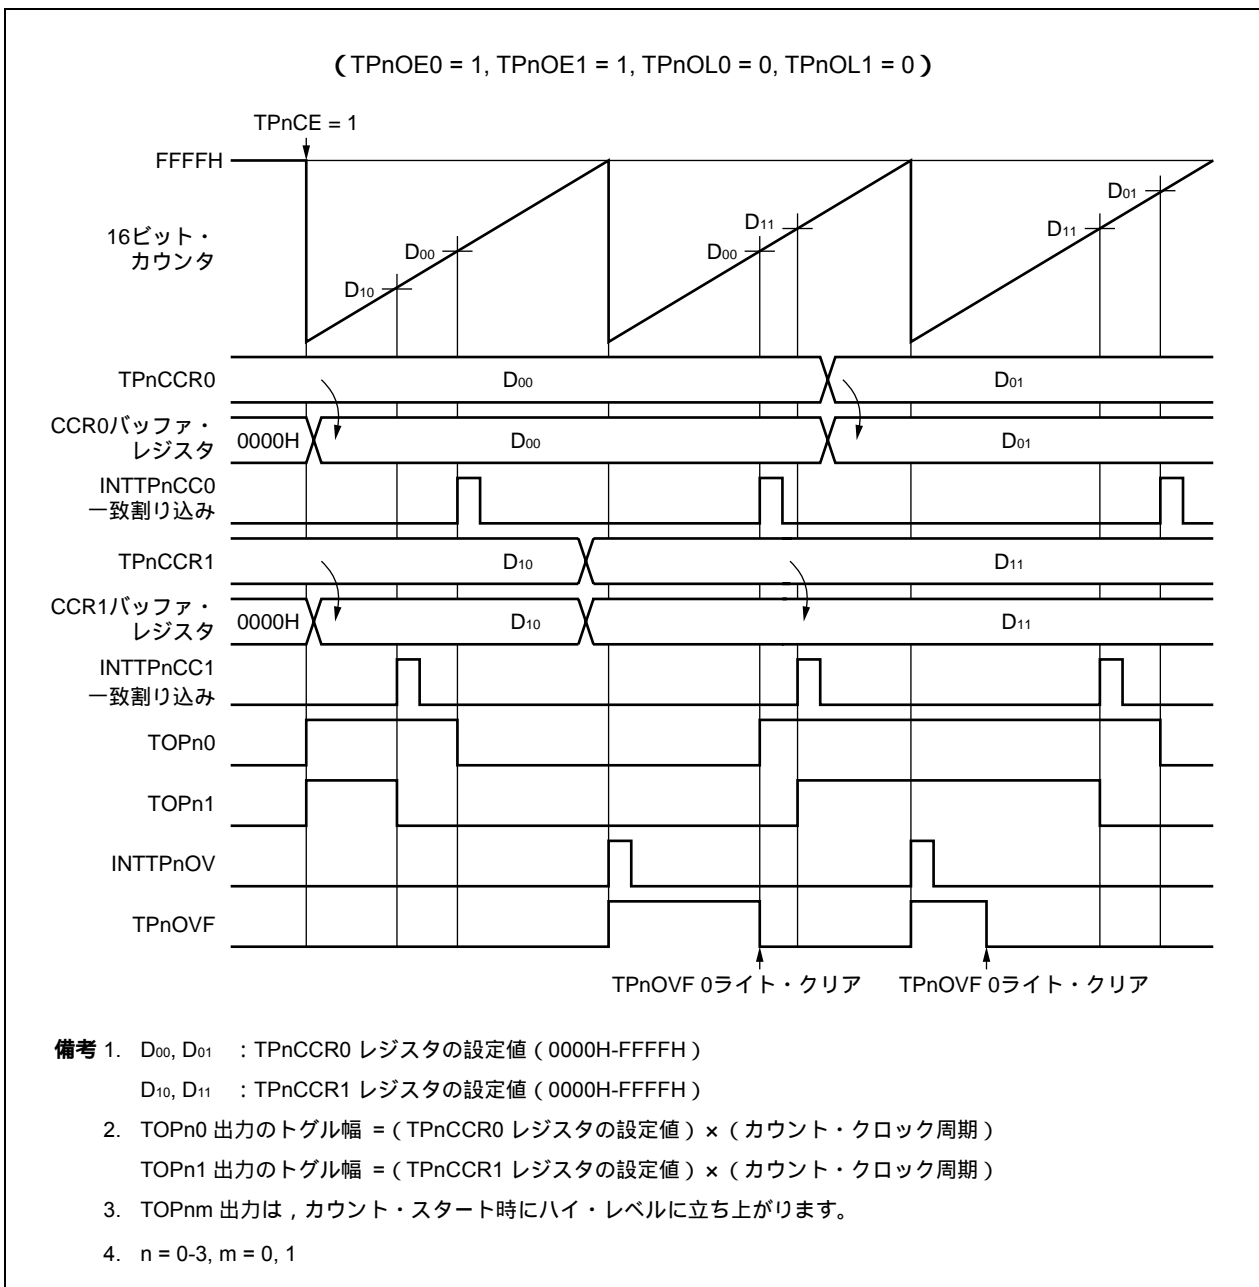 (TPnOE0 = 1, TPnOE1 = 1, TPnOL0 = 0, TPnOL1 = 0)
TPnCE = 1
FFFFH
16ビット・
カウンタ
D10
D00
D00
D11
D11
D01
TPnCCR0
D00
D01
CCR0バッファ・
レジスタ
0000H
D00
D01
INTTPnCC0
一致割り込み
TPnCCR1
D10
D11
CCR1バッファ・
レジスタ
0000H
D10
D11
INTTPnCC1
一致割り込み
TOPn0
TOPn1
INTTPnOV
TPnOVF
TPnOVF 0ライト・クリア
TPnOVF 0ライト・クリア
備考 1. D00, D01 : TPnCCR0 レジスタの設定値(0000H-FFFFH)
D10, D11 : TPnCCR1 レジスタの設定値(0000H-FFFFH)
2. TOPn0 出力のトグル幅 =(TPnCCR0 レジスタの設定値)×(カウント・クロック周期)
TOPn1 出力のトグル幅 =(TPnCCR1 レジスタの設定値)×(カウント・クロック周期)
3. TOPnm 出力は,カウント・スタート時にハイ・レベルに立ち上がります。
4. n = 0-3, m = 0, 1